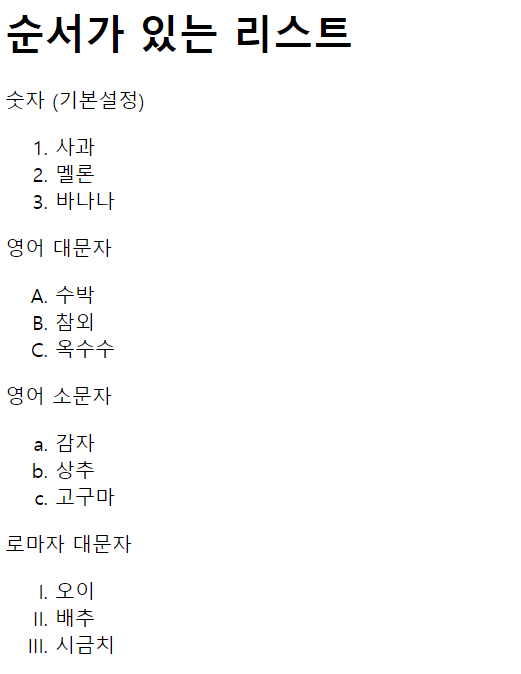 순서가 있는 리스트
숫자 (기본설정)
1. 사과
2. 멜론
3. 바나나
영어 대문자
A. 수박
B. 참외
C. 옥수수
영어 소문자
a. 감자
b. 상추
c. 고구마
로마자 대문자
I. 오이
II. 배추
III. 시금치